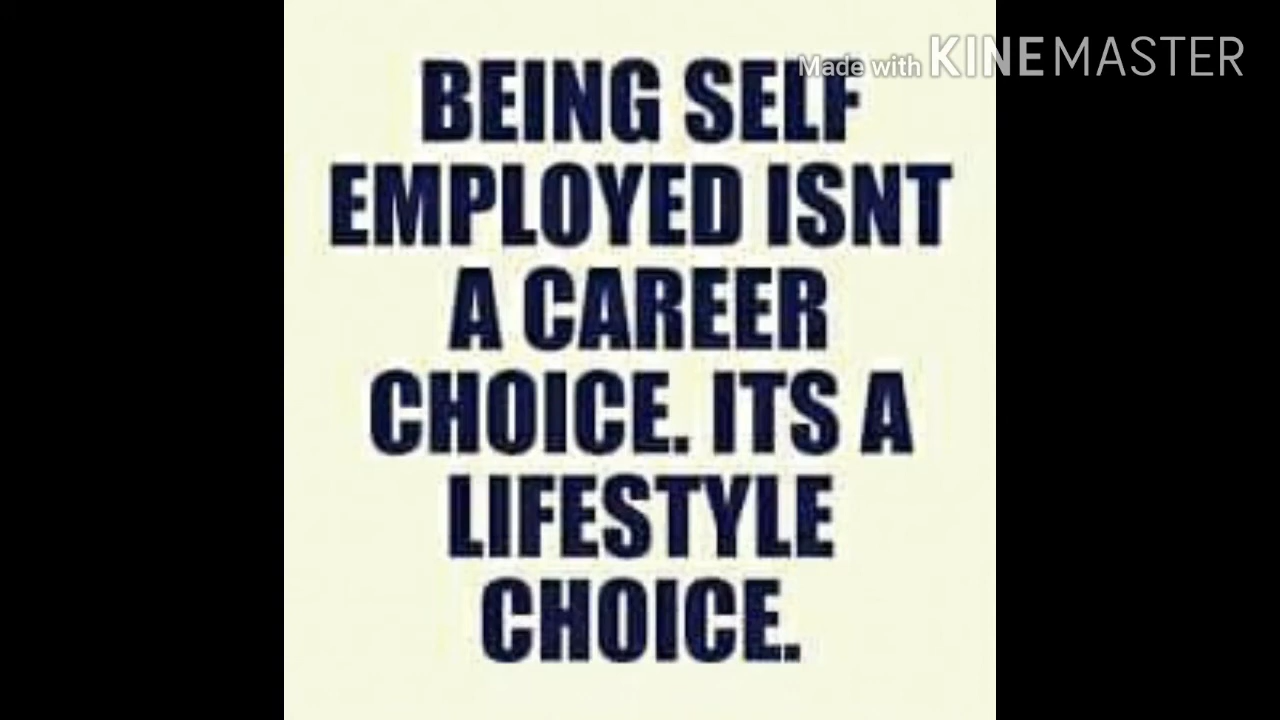 Made with KINEMASTER
BEING SELF
EMPLOYED ISNT
A CAREER
CHOICE. ITS A
LIFESTYLE
CHOICE.